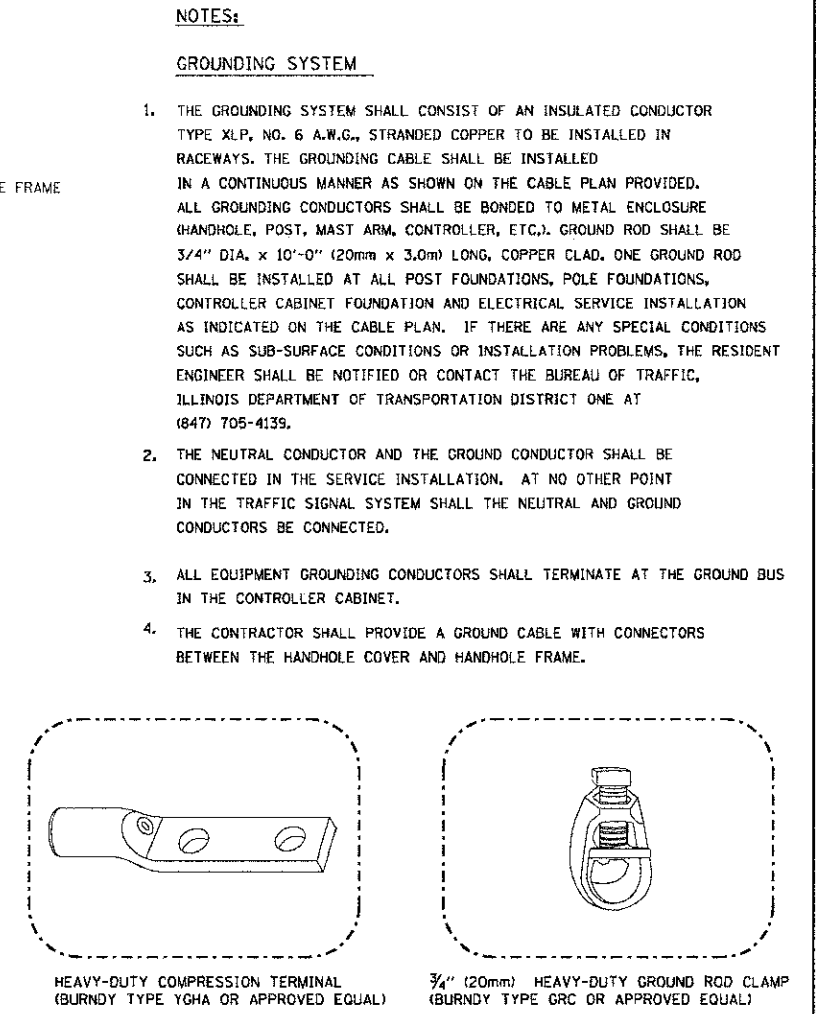 NOTES:
GROUNDING SYSTEM
1. THE GROUNDING SYSTEM SHALL CONSIST OF AN INSULATED CONDUCTOR
TYPE XLP, NO. 6 A.W.G., STRANDED COPPER TO BE INSTALLED IN
RACEWAYS. THE GROUNDING CABLE SHALL BE INSTALLED
IN A CONTINUOUS MANNER AS SHOWN ON THE CABLE PLAN PROVIDED.
ALL GROUNDING CONDUCTORS SHALL BE BONDED TO METAL ENCLOSURE
(HANDHOLE, POST, MAST ARM, CONTROLLER, ETC.). GROUND ROD SHALL BE
3/4" DIA. x 10'-0" (20mm x 3.0m) LONG, COPPER CLAD. ONE GROUND ROD
SHALL BE INSTALLED AT ALL POST FOUNDATIONS, POLE FOUNDATIONS,
CONTROLLER CABINET FOUNDATION AND ELECTRICAL SERVICE INSTALLATION
AS INDICATED ON THE CABLE PLAN. IF THERE ARE ANY SPECIAL CONDITIONS
SUCH AS SUB-SURFACE CONDITIONS OR INSTALLATION PROBLEMS, THE RESIDENT
ENGINEER SHALL BE NOTIFIED OR CONTACT THE BUREAU OF TRAFFIC,
ILLINOIS DEPARTMENT OF TRANSPORTATION DISTRICT ONE AT
(847) 705-4139.
2. THE NEUTRAL CONDUCTOR AND THE GROUND CONDUCTOR SHALL BE
CONNECTED IN THE SERVICE INSTALLATION. AT NO OTHER POINT
IN THE TRAFFIC SIGNAL SYSTEM SHALL THE NEUTRAL AND GROUND
CONDUCTORS BE CONNECTED.
3. ALL EQUIPMENT GROUNDING CONDUCTORS SHALL TERMINATE AT THE GROUND BUS
IN THE CONTROLLER CABINET.
4. THE CONTRACTOR SHALL PROVIDE A GROUND CABLE WITH CONNECTORS
BETWEEN THE HANDHOLE COVER AND HANDHOLE FRAME.
E FRAME
HEAVY-DUTY COMPRESSION TERMINAL
(BURNDY TYPE YGHA OR APPROVED EQUAL)
3/4" (20mm) HEAVY-DUTY GROUND ROD CLAMP
(BURNDY TYPE GRC OR APPROVED EQUAL)